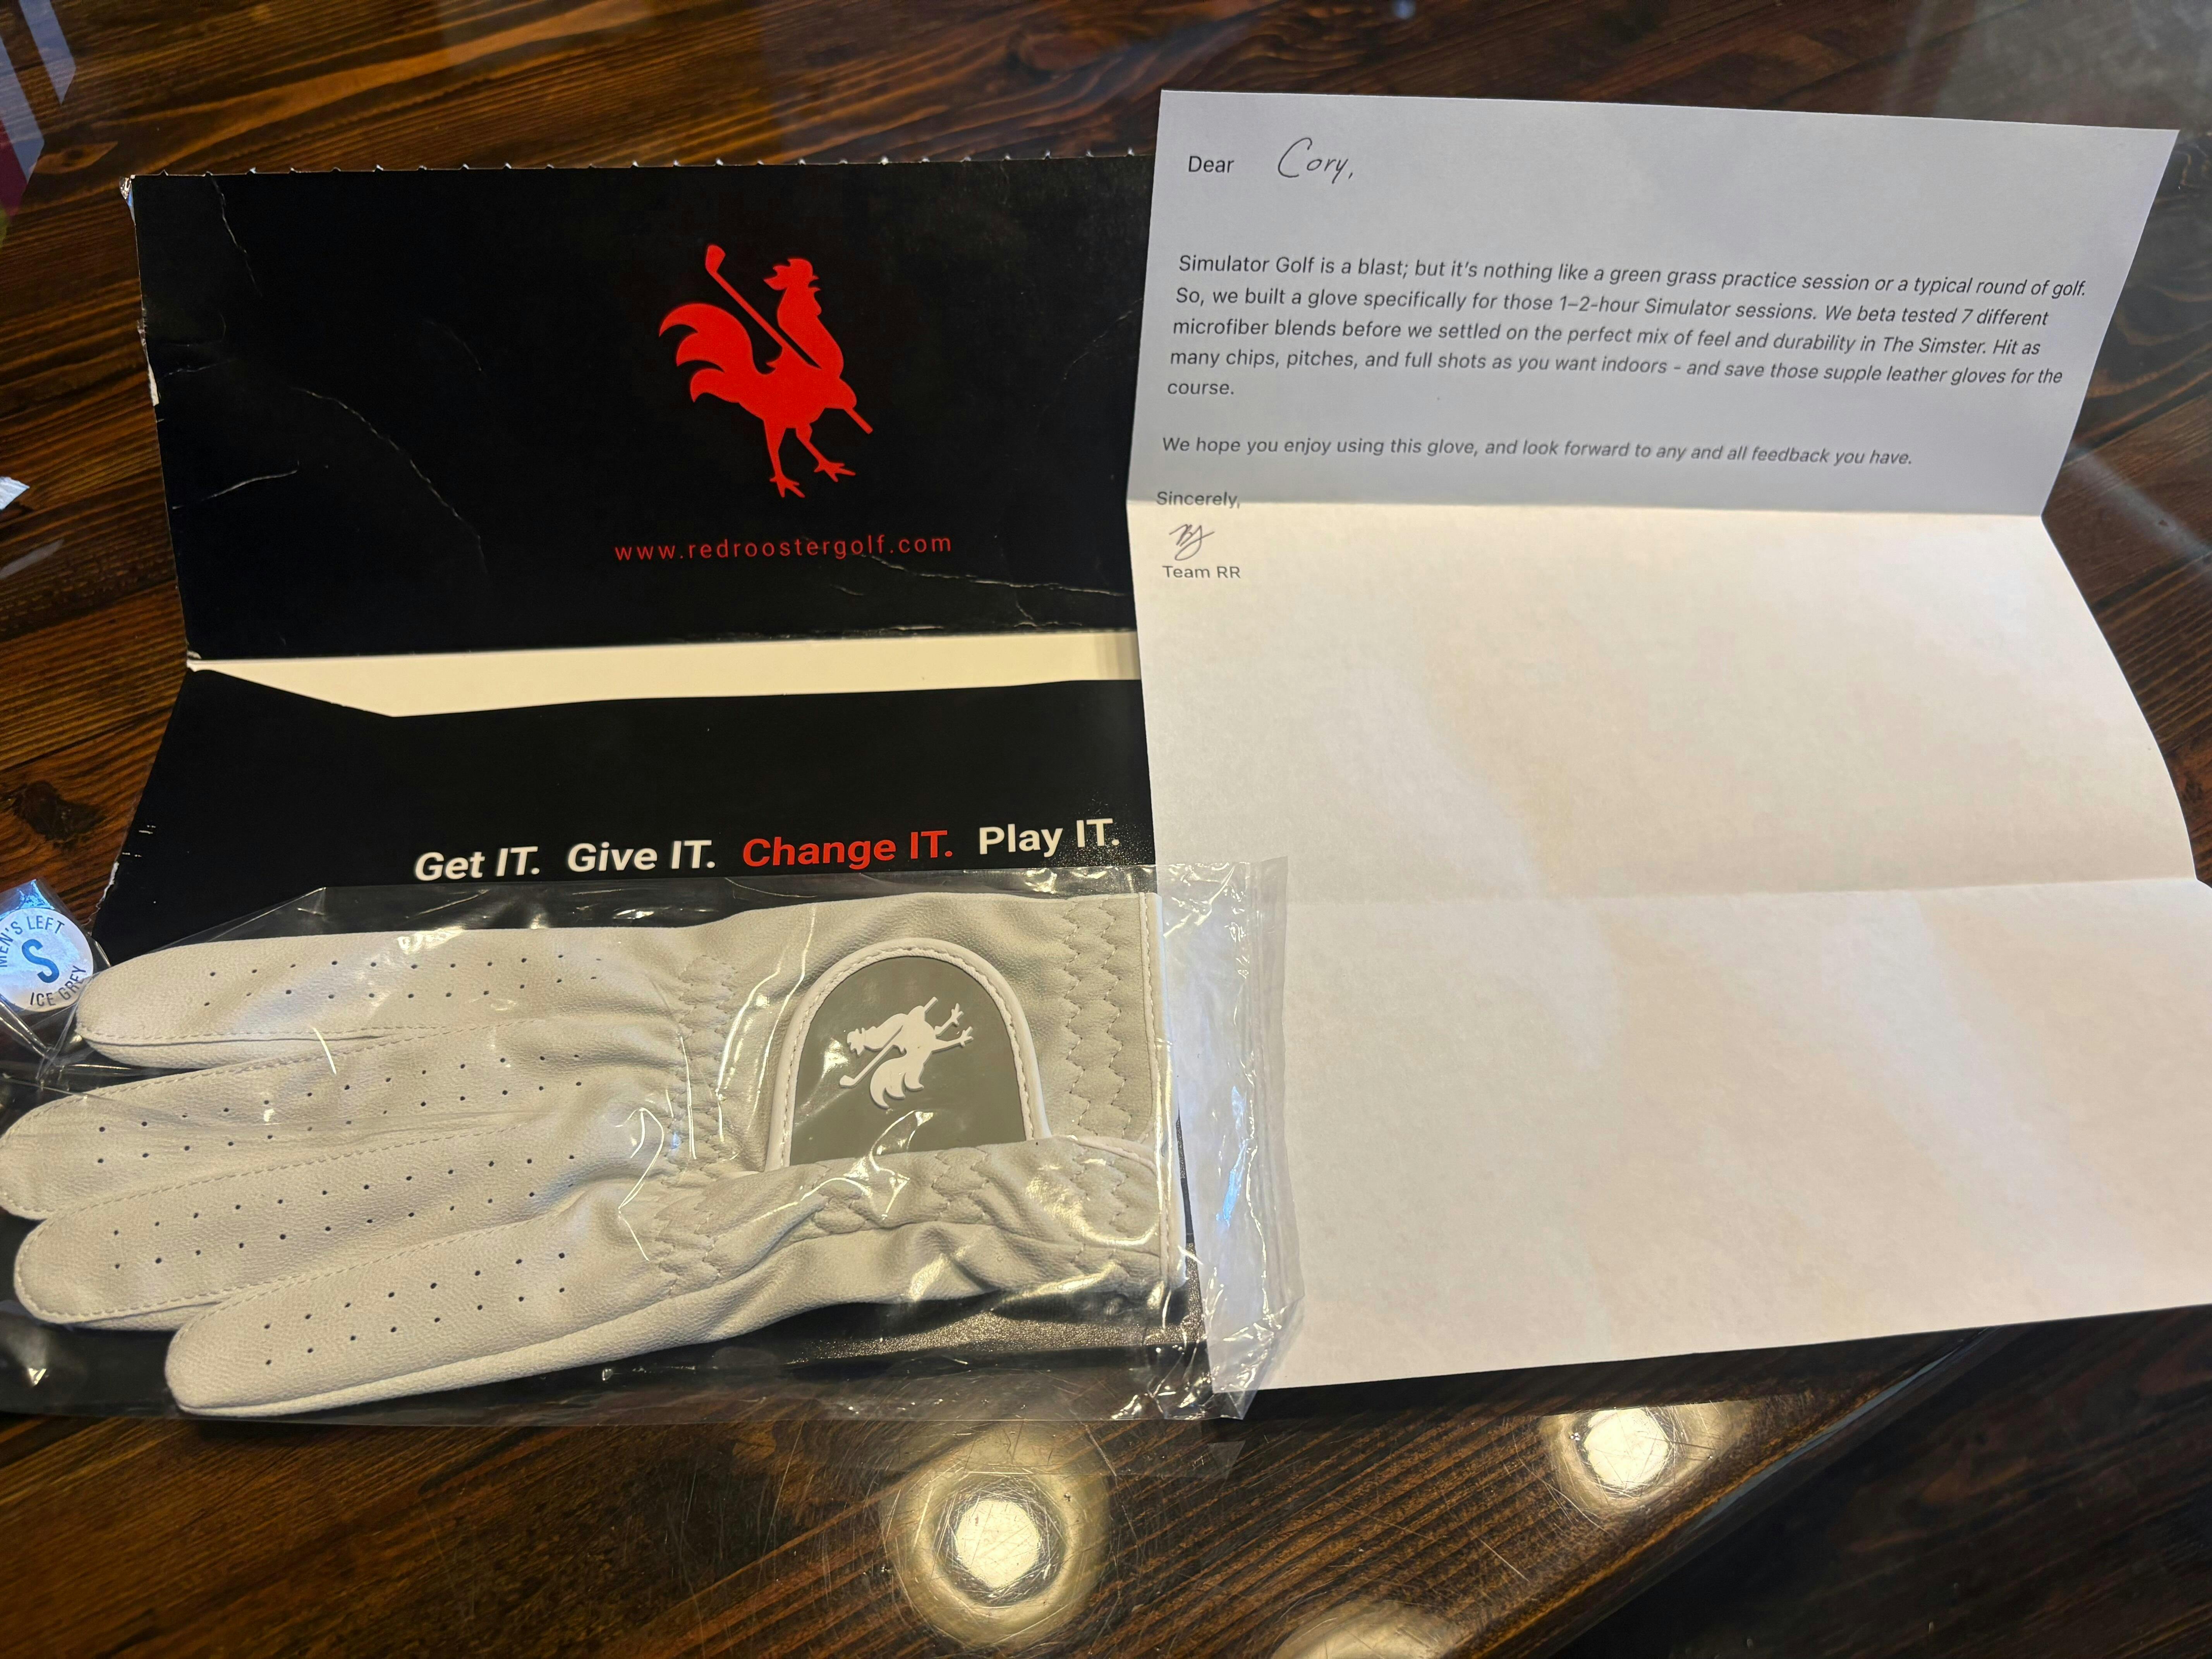 Dear Cory,
Simulator Golf is a blast; but it's nothing like a green grass practice session or a typical round of golf.
So, we built a glove specifically for those 1–2-hour Simulator sessions. We beta tested 7 different
microfiber blends before we settled on the perfect mix of feel and durability in The Simster. Hit as
many chips, pitches, and full shots as you want indoors - and save those supple leather gloves for the
course.
We hope you enjoy using this glove, and look forward to any and all feedback you have.
Sincerely,
Team RR
www.redroostergolf.com
Get IT. Give IT. Change IT. Play IT.
MEN'S LEFT
S
ICE GREY